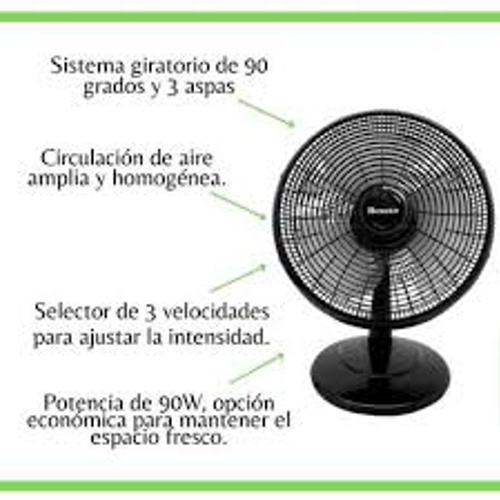 Sistema giratorio de 90
grados y 3 aspas
Circulación de aire
amplia y homogénea.
Selector de 3 velocidades
para ajustar la intensidad.
Potencia de 90W, opción
económica para mantener el
espacio fresco.